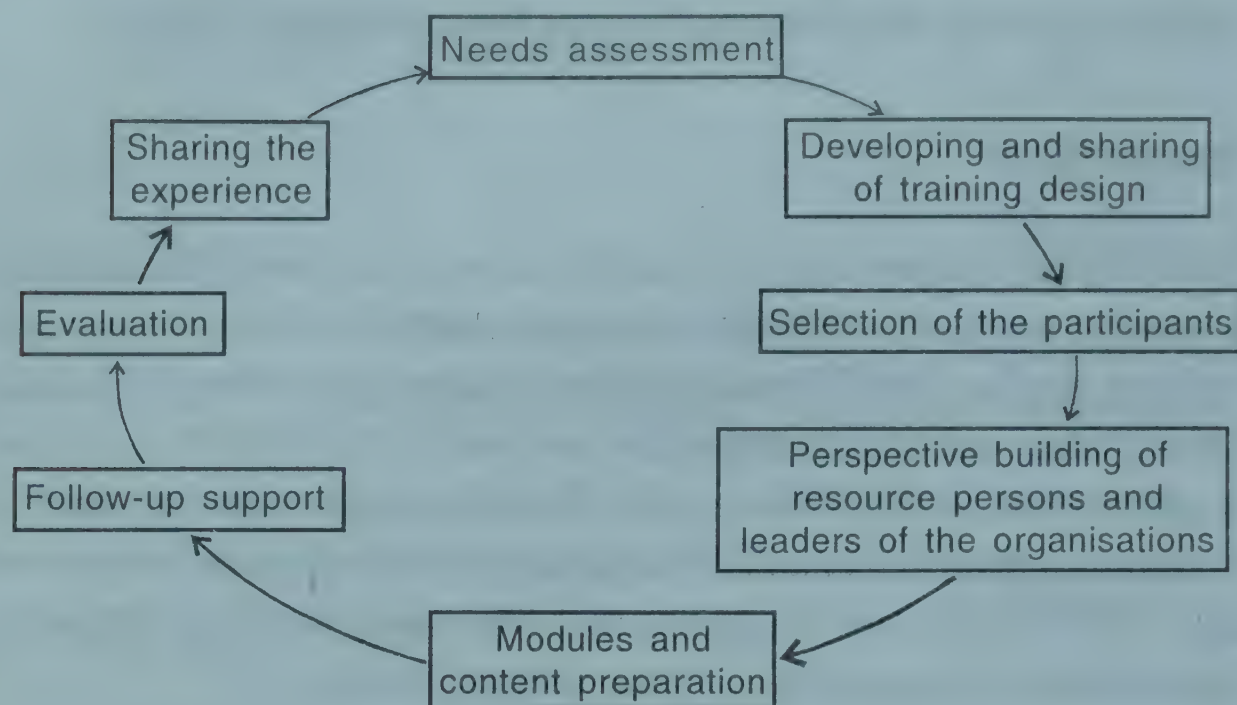 Needs assessment
Developing and sharing
of training design
Selection of the participants
Perspective building of
resource persons and
leaders of the organisations
Modules and
content preparation
Follow-up support
Evaluation
Sharing the
experience